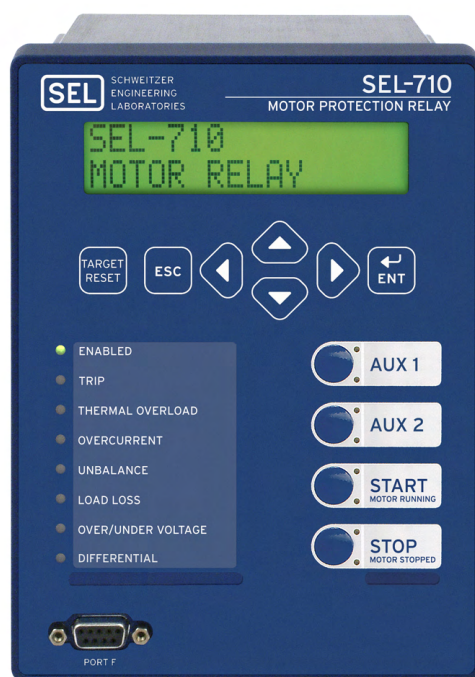 SEL
SCHWEITZER
ENGINEERING
LABORATORIES
SEL-710
MOTOR PROTECTION RELAY
SEL-710
MOTOR RELAY
TARGET
RESET
ESC
ENT
ENABLED
TRIP
THERMAL OVERLOAD
OVERCURRENT
UNBALANCE
LOAD LOSS
OVER/UNDER VOLTAGE
DIFFERENTIAL
AUX 1
AUX 2
START
MOTOR RUNNING
STOP
MOTOR STOPPED
PORT F